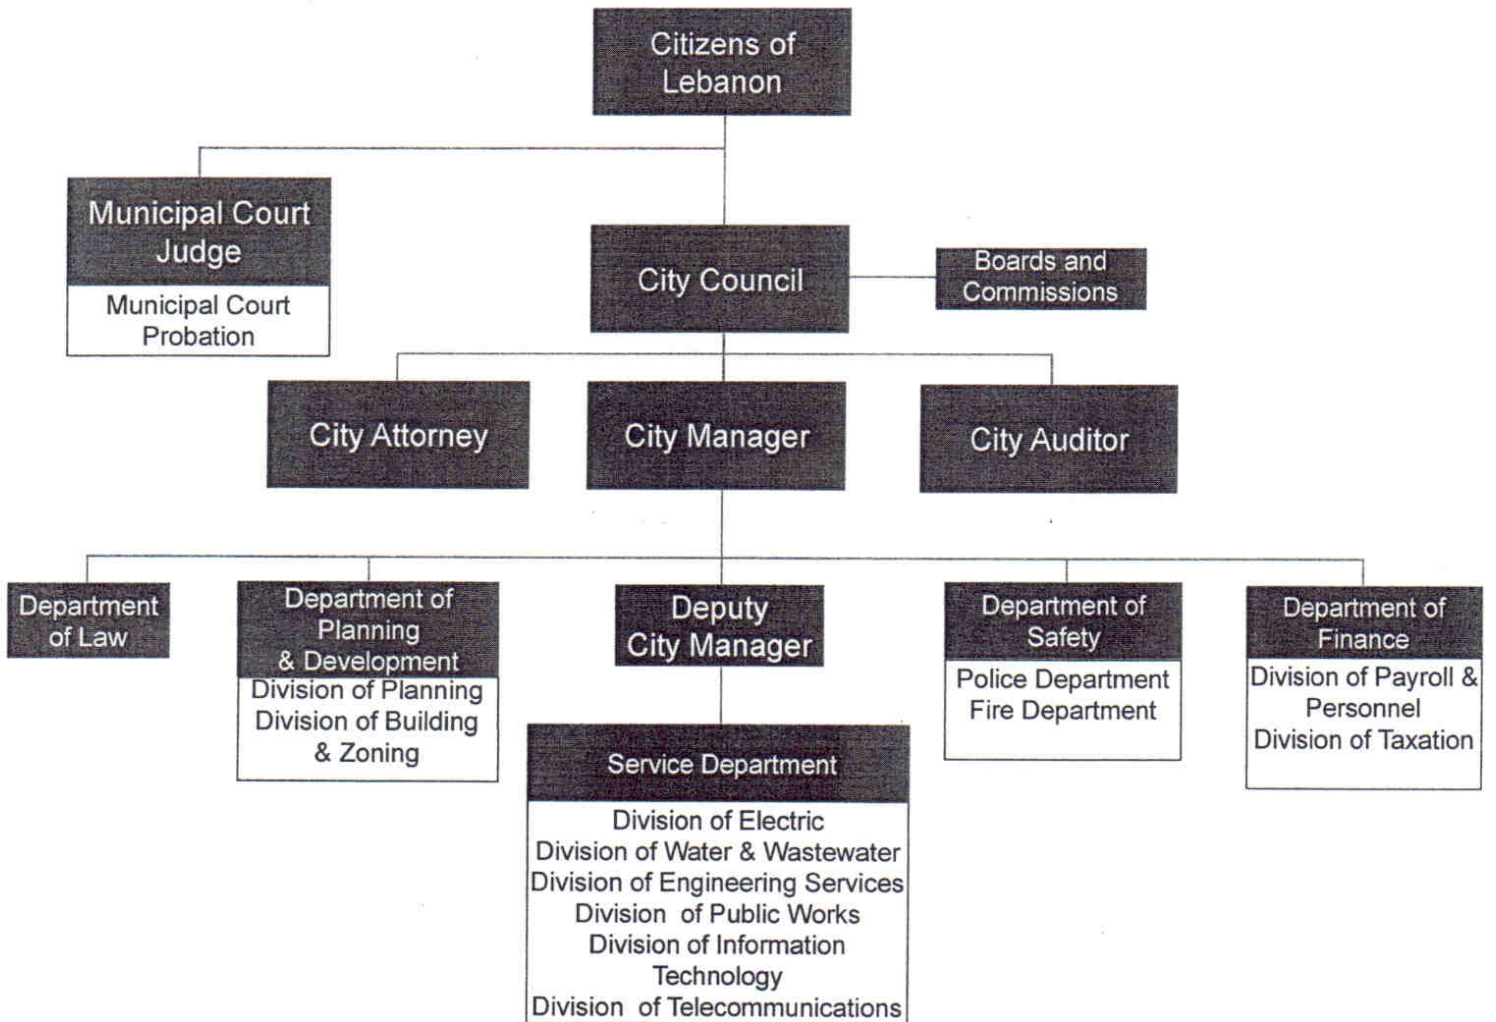 Citizens of
Lebanon
Municipal Court
Judge
Municipal Court
Probation
City Council
Boards and
Commissions
City Attorney
City Manager
City Auditor
Department
of Law
Department of
Planning
& Development
Division of Planning
Division of Building
& Zoning
Deputy
City Manager
Service Department
Division of Electric
Division of Water & Wastewater
Division of Engineering Services
Division of Public Works
Division of Information
Technology
Division of Telecommunications
Department of
Safety
Police Department
Fire Department
Department of
Finance
Division of Payroll &
Personnel
Division of Taxation